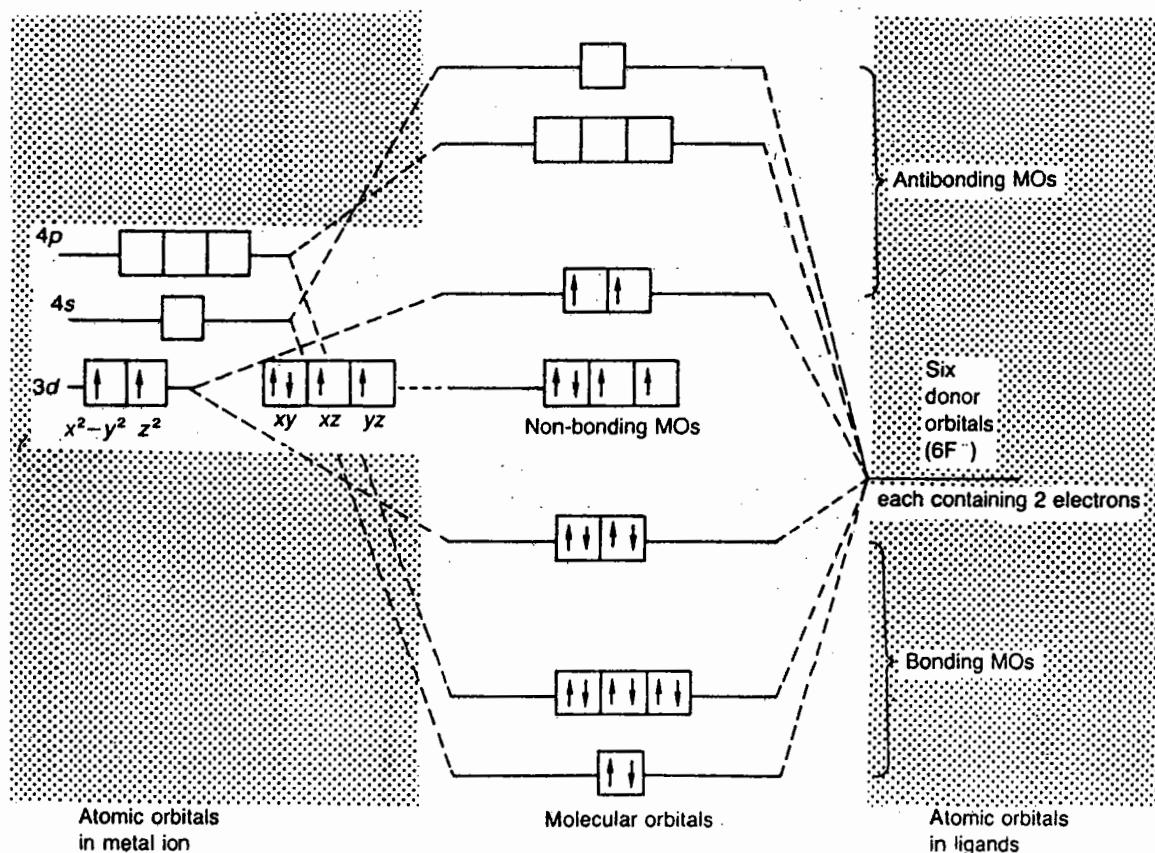 Antibonding MOs
4p
4s
3d
x²−y² z²
xy xz yz
Non-bonding MOs
Six
donor
orbitals
(6F⁻)
each containing 2 electrons
Bonding MOs
Atomic orbitals
in metal ion
Molecular orbitals
Atomic orbitals
in ligands